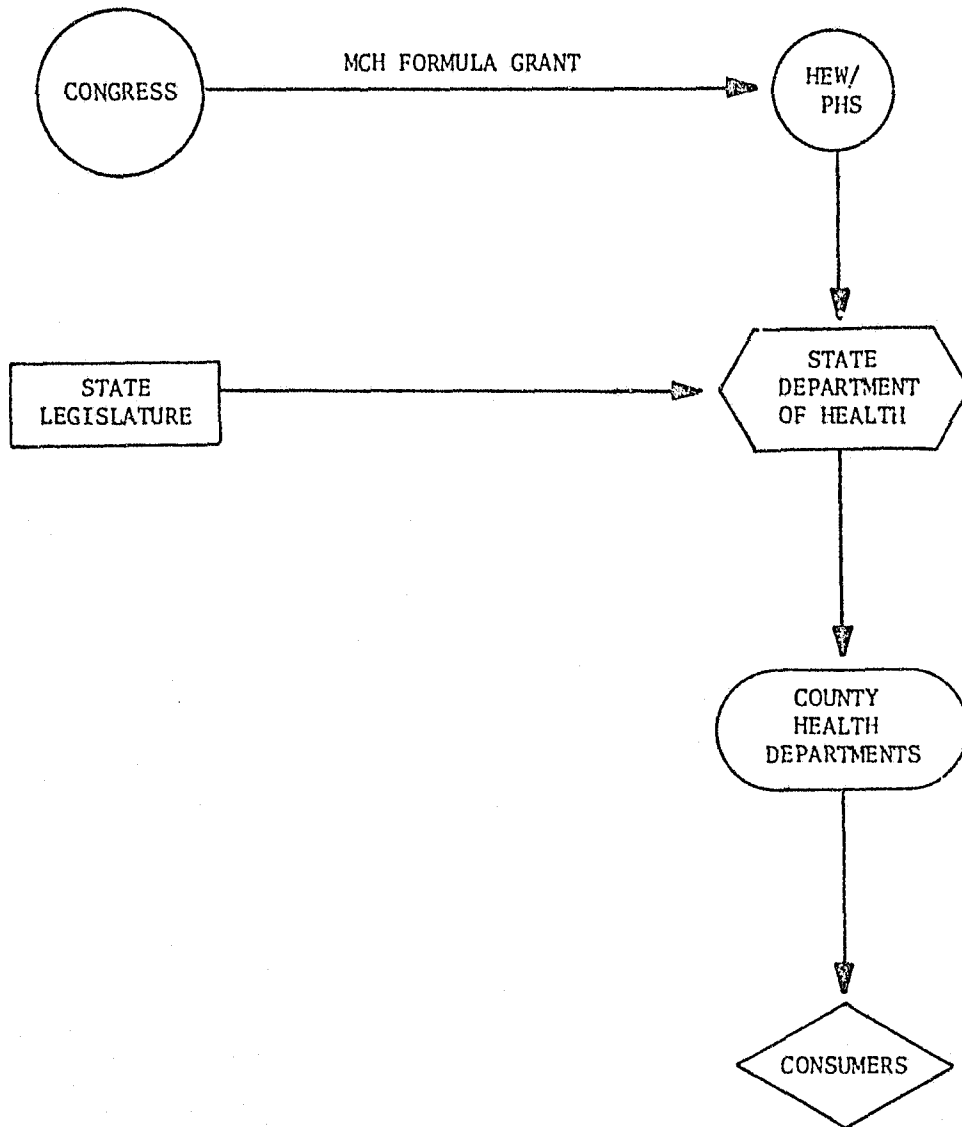 CONGRESS
MCH FORMULA GRANT
HEW/
PHS
STATE
LEGISLATURE
STATE
DEPARTMENT
OF HEALTH
COUNTY
HEALTH
DEPARTMENTS
CONSUMERS